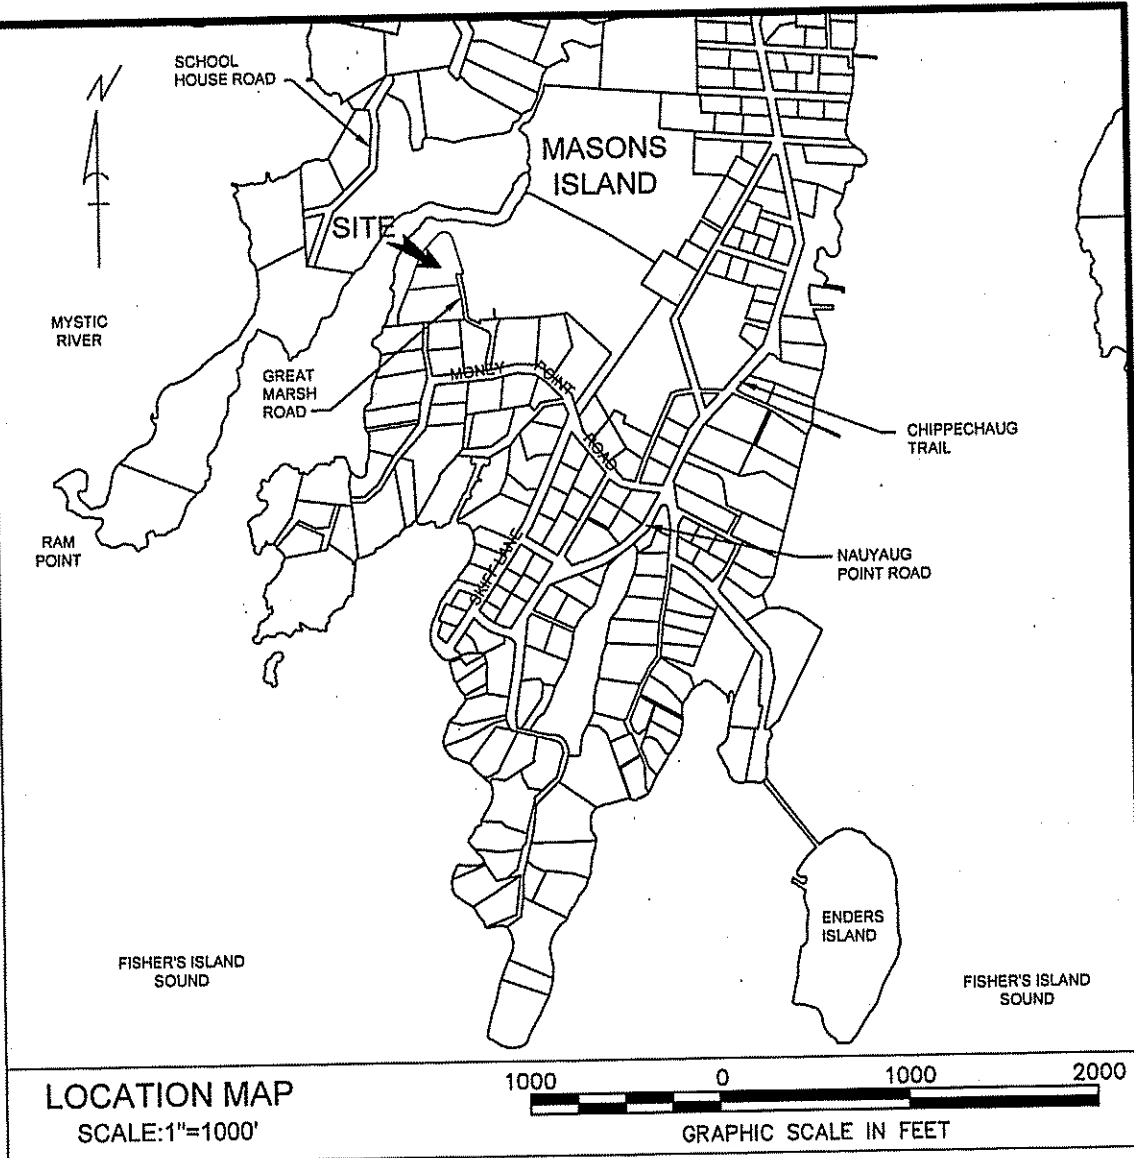 SCHOOL
HOUSE ROAD
N
MASONS
ISLAND
SITE
MYSTIC
RIVER
GREAT
MARSH
ROAD
MONEY POINT ROAD
CHIPPECHAUG
TRAIL
RAM
POINT
NAUYAUG
POINT ROAD
SKIFF LANE
ENDERS
ISLAND
FISHER'S ISLAND
SOUND
FISHER'S ISLAND
SOUND
LOCATION MAP
SCALE:1"=1000'
1000 0 1000 2000
GRAPHIC SCALE IN FEET